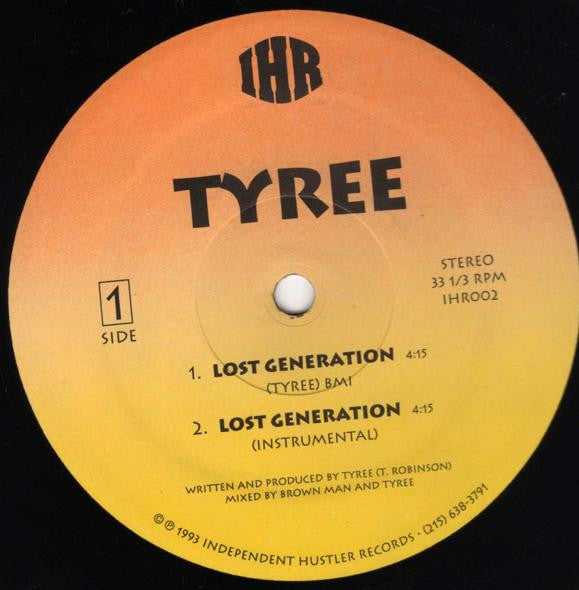 IHR
TYREE
STEREO
33 1/3 RPM
IHR002
1
SIDE
1. LOST GENERATION 4:15
(TYREE) BMI
2. LOST GENERATION 4:15
(INSTRUMENTAL)
WRITTEN AND PRODUCED BY TYREE (T. ROBINSON)
MIXED BY BROWN MAN AND TYREE
© ℗ 1993 INDEPENDENT HUSTLER RECORDS · (215) 638-3791